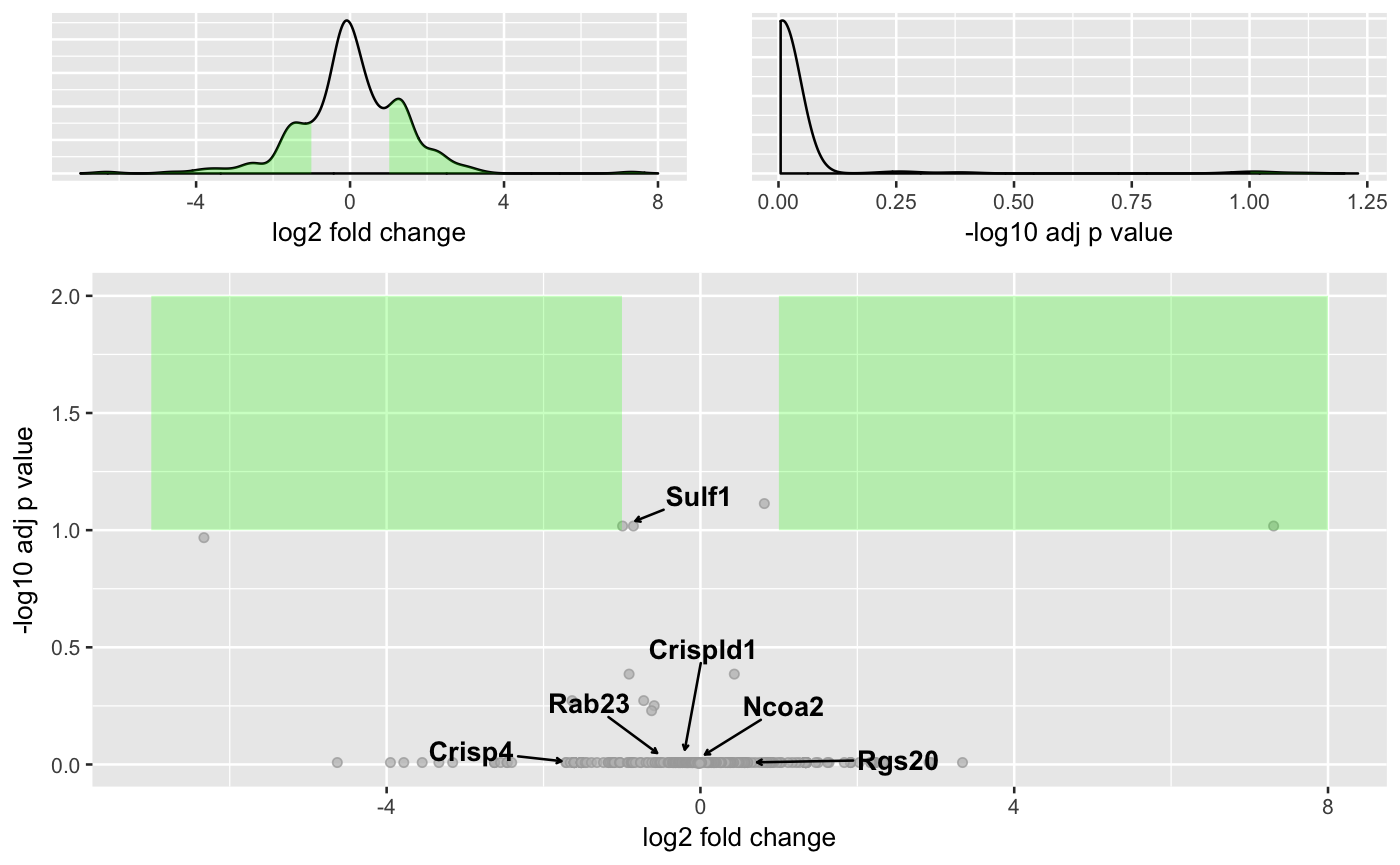 -4 0 4 8
log2 fold change
0.00 0.25 0.50 0.75 1.00 1.25
-log10 adj p value
2.0
1.5
1.0
0.5
0.0
-log10 adj p value
Sulf1
Crispld1
Rab23
Ncoa2
Crisp4
Rgs20
-4 0 4 8
log2 fold change